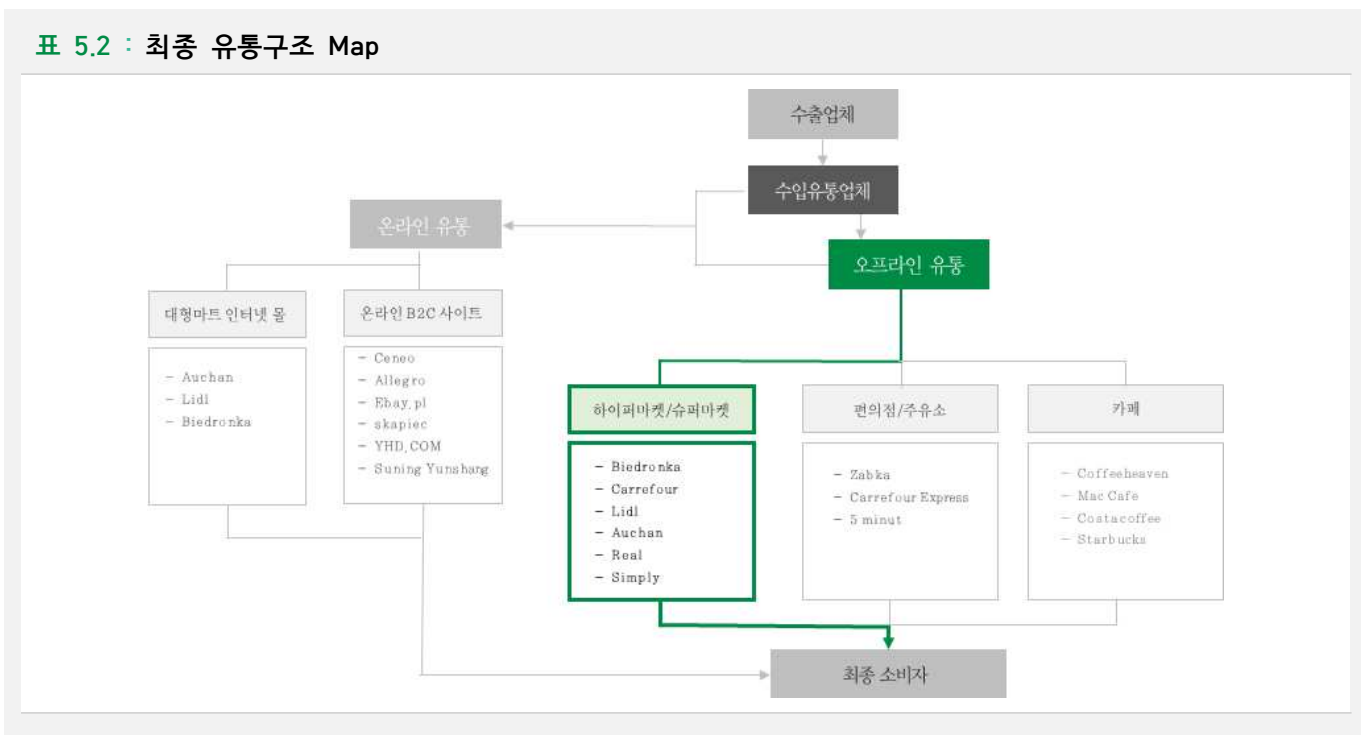 표 5.2 : 최종 유통구조 Map
수출업체
수입유통업체
온라인 유통
오프라인 유통
대형마트 인터넷 몰
- Auchan
- Lidl
- Biedronka
온라인 B2C 사이트
- Ceneo
- Allegro
- Ebay.pl
- skapiec
- YHD.COM
- Suning Yunshang
하이퍼마켓/슈퍼마켓
- Biedronka
- Carrefour
- Lidl
- Auchan
- Real
- Simply
편의점/주유소
- Zabka
- Carrefour Express
- 5 minut
카페
- Coffeeheaven
- Mac Cafe
- Costacoffee
- Starbucks
최종 소비자